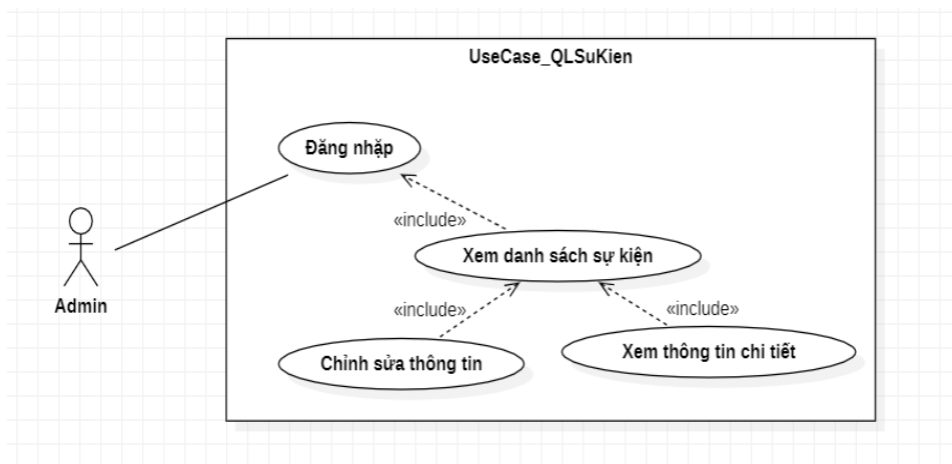 UseCase_QLSuKien
Đăng nhập
«include»
Xem danh sách sự kiện
Admin
«include»
«include»
Chỉnh sửa thông tin
Xem thông tin chi tiết